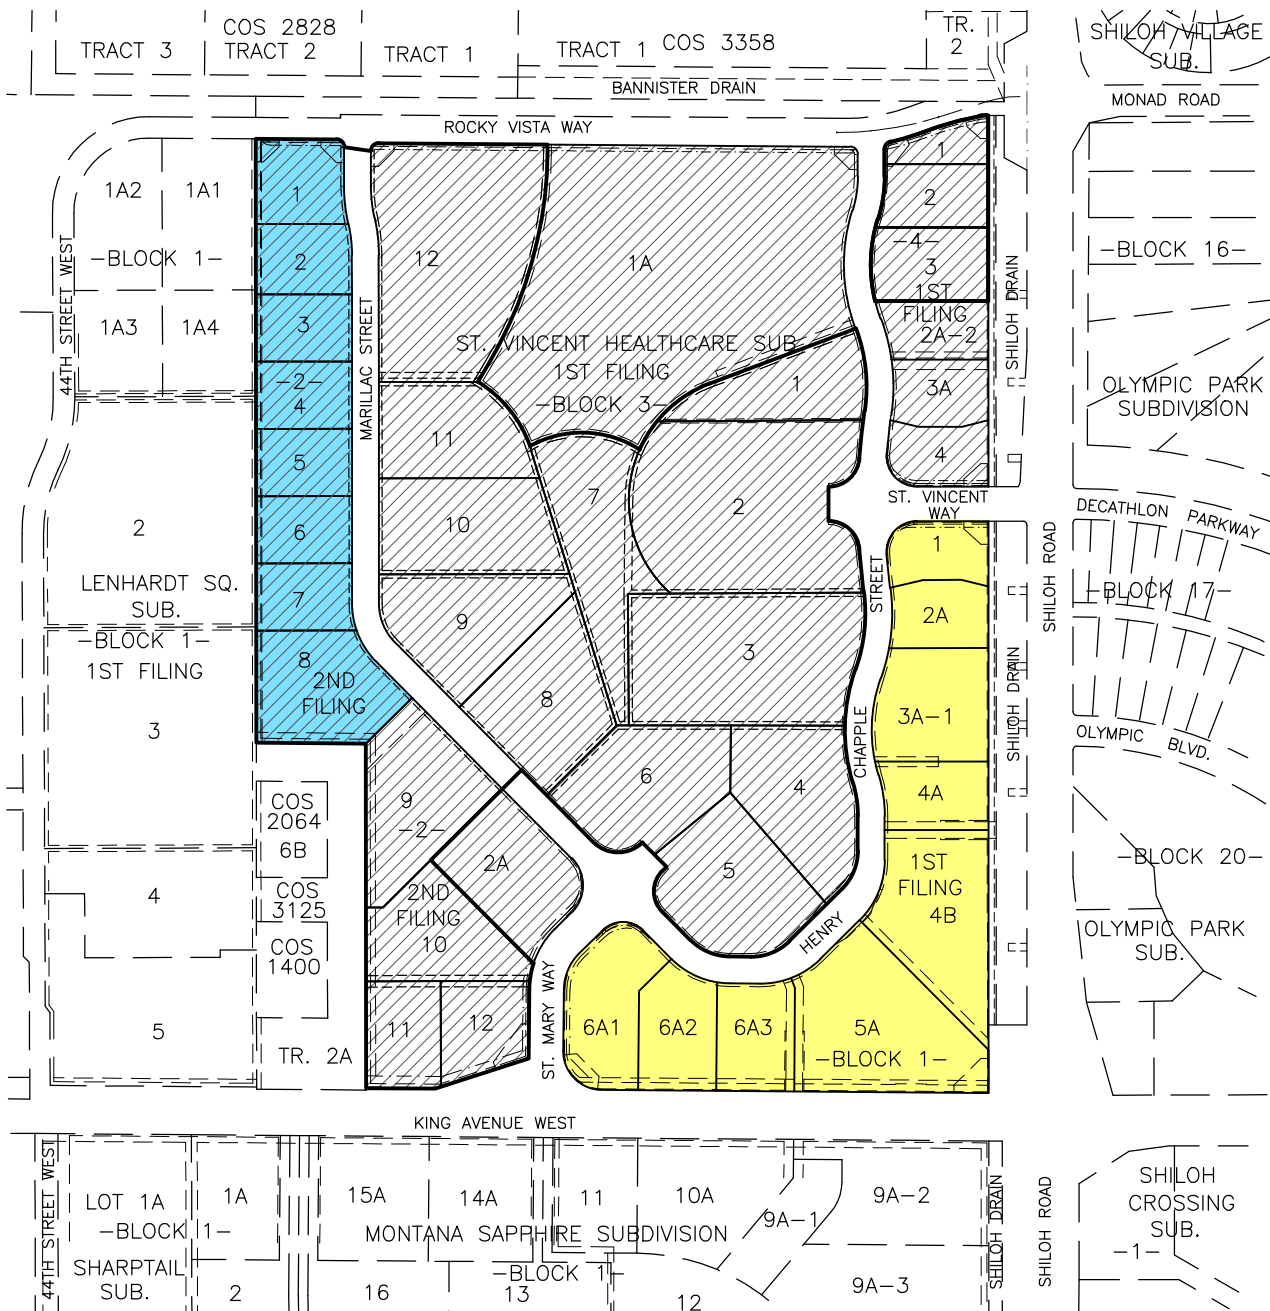 COS 2828
TRACT 3
TRACT 2
TRACT 1
TRACT 1
COS 3358
TR.
2
SHILOH VILLAGE
SUB.
BANNISTER DRAIN
MONAD ROAD
ROCKY VISTA WAY
1A2
1A1
-BLOCK 1-
1A3
1A4
44TH STREET WEST
1
2
3
-2-
4
5
6
7
8
2ND
FILING
MARILLAC STREET
12
1A
ST. VINCENT HEALTHCARE SUB
1ST FILING
-BLOCK 3-
11
10
9
8
7
1
2
3
6
4
5
1
2
-4-
3
1ST
FILING
2A-2
3A
4
SHILOH DRAIN
-BLOCK 16-
OLYMPIC PARK
SUBDIVISION
ST. VINCENT
WAY
DECATHLON PARKWAY
SHILOH ROAD
-BLOCK 17-
OLYMPIC BLVD.
2
LENHARDT SQ.
SUB.
-BLOCK 1-
1ST FILING
3
4
5
COS
2064
6B
COS
3125
COS
1400
TR. 2A
9
-2-
2A
2ND
FILING
10
11
12
ST. MARY WAY
HENRY
CHAPPLE
STREET
1
2A
3A-1
4A
1ST
FILING
4B
SHILOH DRAIN
6A1
6A2
6A3
5A
-BLOCK 1-
-BLOCK 20-
OLYMPIC PARK
SUB.
KING AVENUE WEST
44TH STREET WEST
LOT 1A
-BLOCK 1-
SHARPTAIL
SUB.
1A
2
15A
14A
11
10A
9A-1
9A-2
MONTANA SAPPHIRE SUBDIVISION
-BLOCK 1-
16
13
12
9A-3
SHILOH DRAIN
SHILOH ROAD
SHILOH
CROSSING
SUB.
-1-